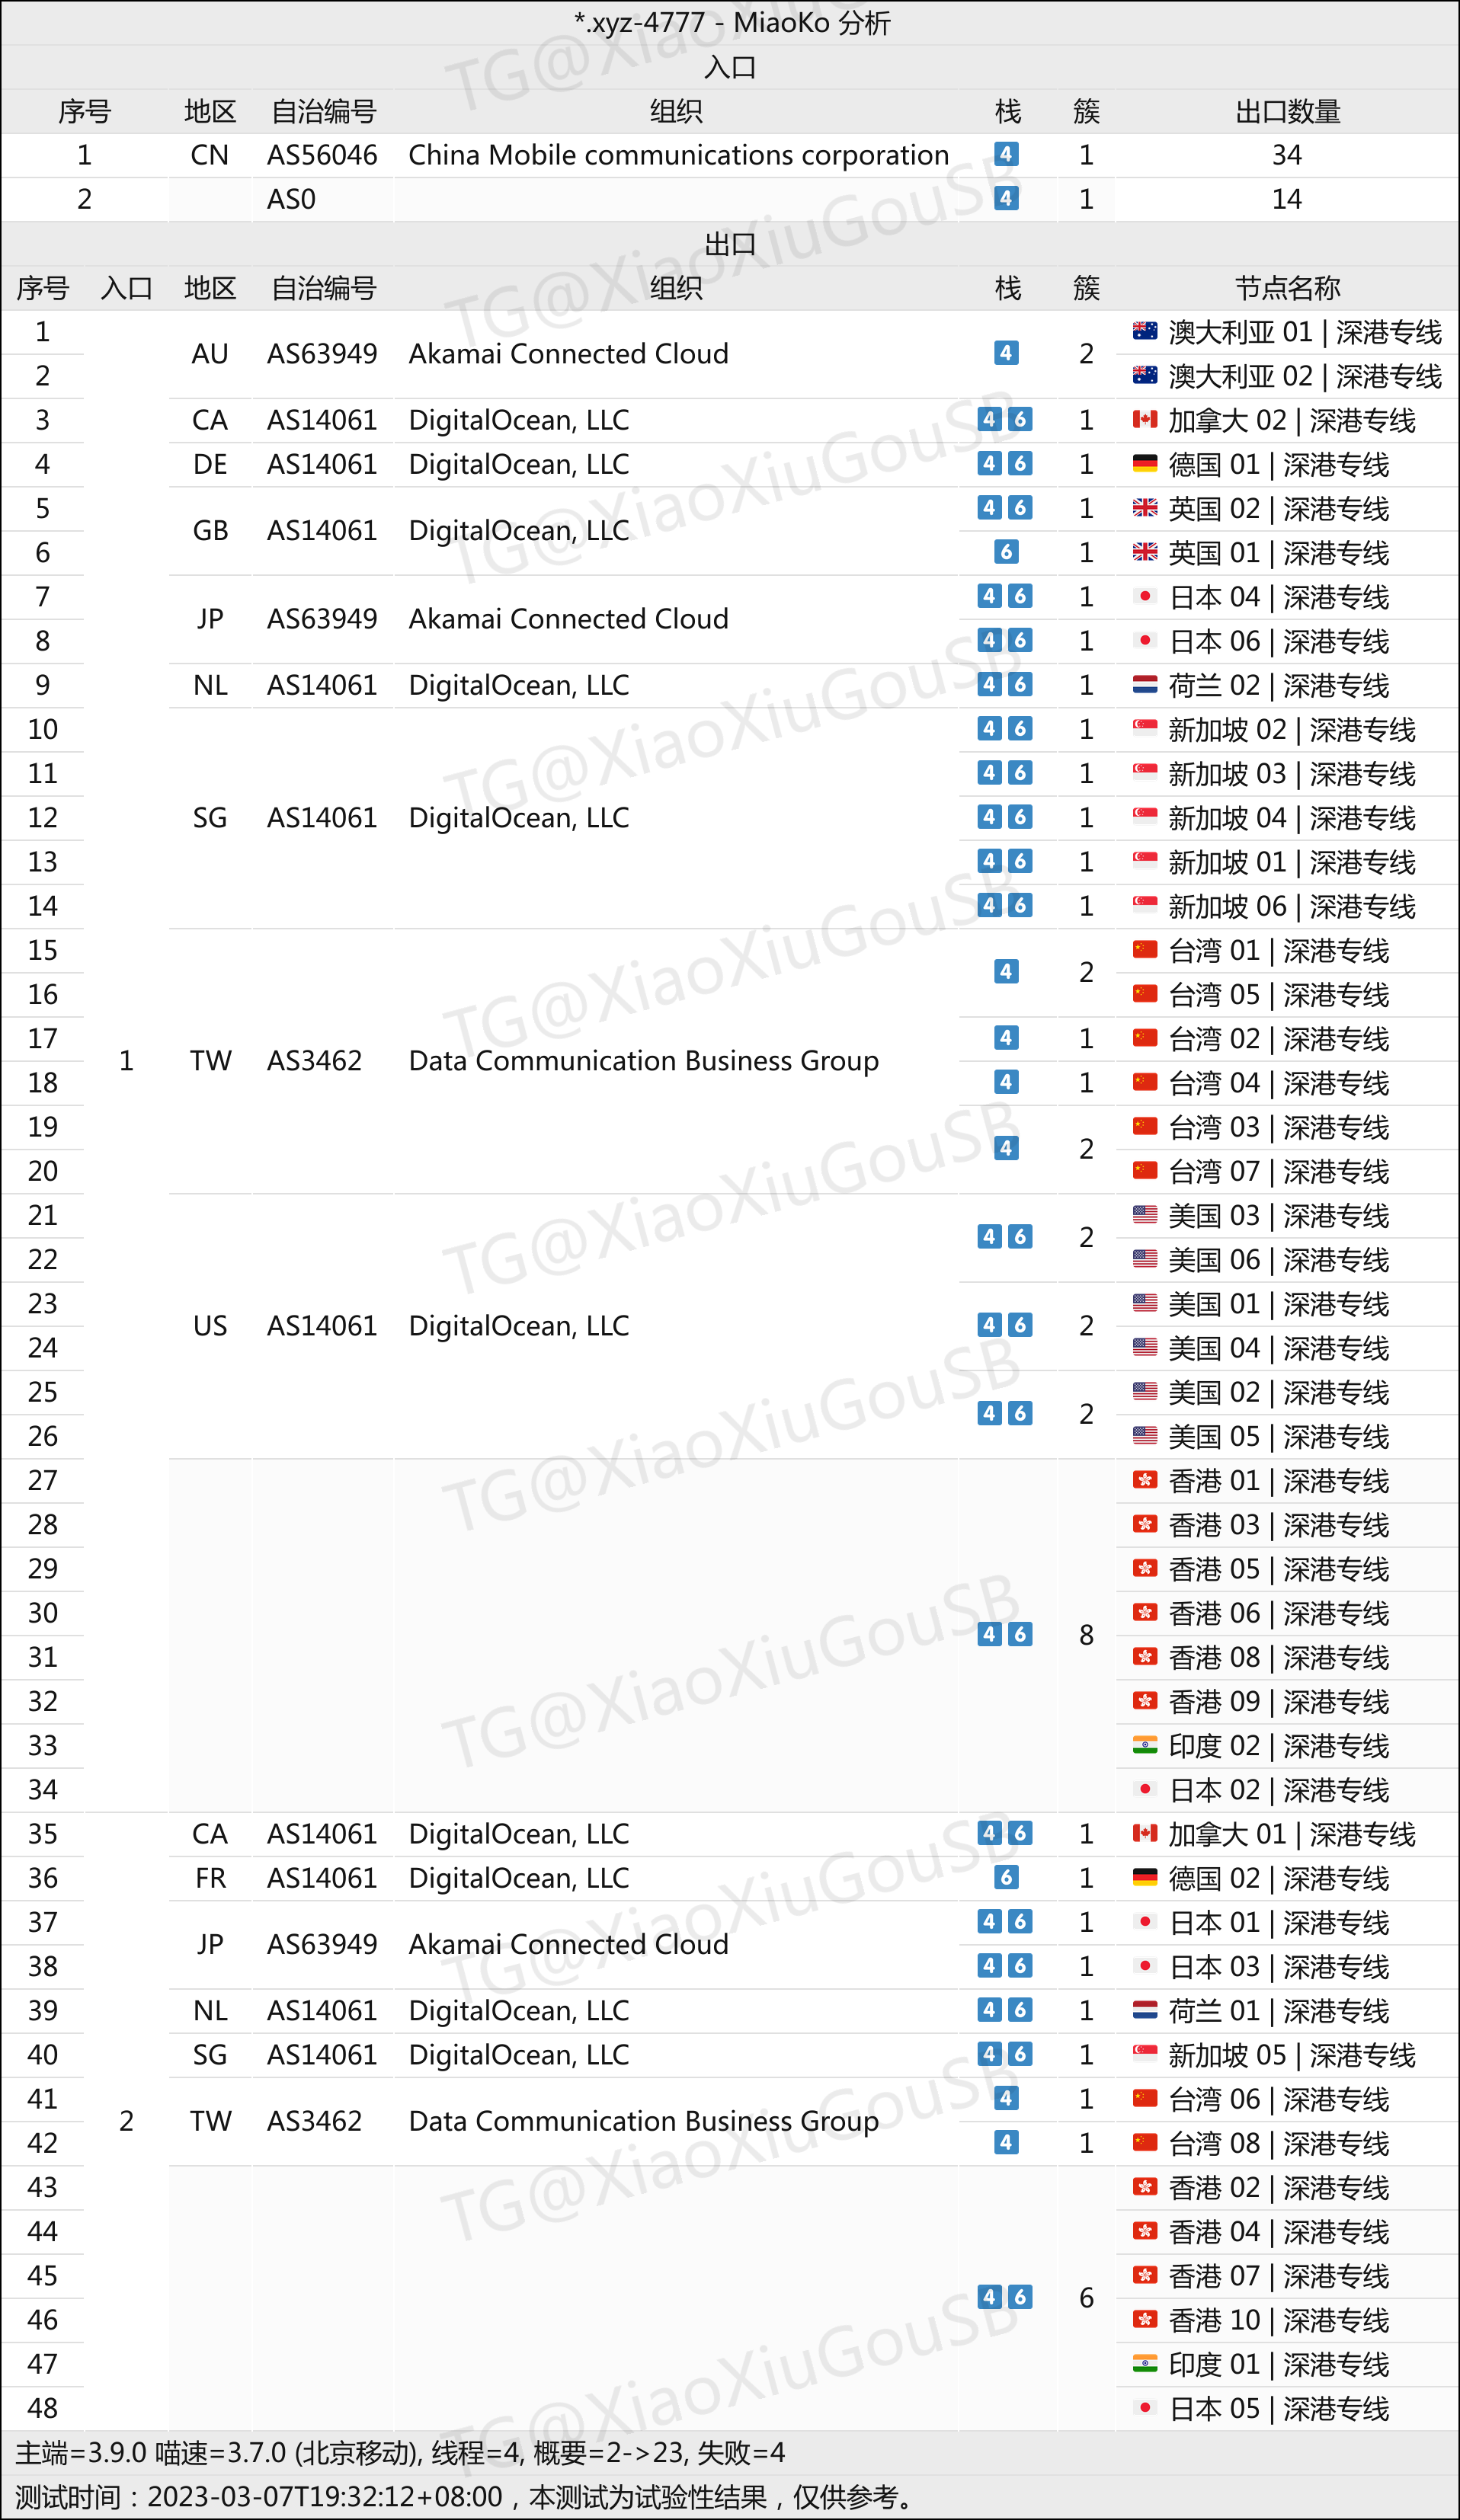 *.xyz-4777 - MiaoKo 分析
入口
序号 地区 自治编号 组织 栈 簇 出口数量
1 CN AS56046 China Mobile communications corporation 4 1 34
2 AS0 4 1 14
出口
序号 入口 地区 自治编号 组织 栈 簇 节点名称
1 AU AS63949 Akamai Connected Cloud 4 2 澳大利亚 01 | 深港专线
2 澳大利亚 02 | 深港专线
3 CA AS14061 DigitalOcean, LLC 4 6 1 加拿大 02 | 深港专线
4 DE AS14061 DigitalOcean, LLC 4 6 1 德国 01 | 深港专线
5 GB AS14061 DigitalOcean, LLC 4 6 1 英国 02 | 深港专线
6 6 1 英国 01 | 深港专线
7 JP AS63949 Akamai Connected Cloud 4 6 1 日本 04 | 深港专线
8 4 6 1 日本 06 | 深港专线
9 NL AS14061 DigitalOcean, LLC 4 6 1 荷兰 02 | 深港专线
10 4 6 1 新加坡 02 | 深港专线
11 4 6 1 新加坡 03 | 深港专线
12 SG AS14061 DigitalOcean, LLC 4 6 1 新加坡 04 | 深港专线
13 4 6 1 新加坡 01 | 深港专线
14 4 6 1 新加坡 06 | 深港专线
15 4 2 台湾 01 | 深港专线
16 台湾 05 | 深港专线
17 1 TW AS3462 Data Communication Business Group 4 1 台湾 02 | 深港专线
18 4 1 台湾 04 | 深港专线
19 4 2 台湾 03 | 深港专线
20 台湾 07 | 深港专线
21 4 6 2 美国 03 | 深港专线
22 美国 06 | 深港专线
23 US AS14061 DigitalOcean, LLC 4 6 2 美国 01 | 深港专线
24 美国 04 | 深港专线
25 4 6 2 美国 02 | 深港专线
26 美国 05 | 深港专线
27 香港 01 | 深港专线
28 香港 03 | 深港专线
29 香港 05 | 深港专线
30 4 6 8 香港 06 | 深港专线
31 香港 08 | 深港专线
32 香港 09 | 深港专线
33 印度 02 | 深港专线
34 日本 02 | 深港专线
35 CA AS14061 DigitalOcean, LLC 4 6 1 加拿大 01 | 深港专线
36 FR AS14061 DigitalOcean, LLC 6 1 德国 02 | 深港专线
37 JP AS63949 Akamai Connected Cloud 4 6 1 日本 01 | 深港专线
38 4 6 1 日本 03 | 深港专线
39 NL AS14061 DigitalOcean, LLC 4 6 1 荷兰 01 | 深港专线
40 SG AS14061 DigitalOcean, LLC 4 6 1 新加坡 05 | 深港专线
41 2 TW AS3462 Data Communication Business Group 4 1 台湾 06 | 深港专线
42 4 1 台湾 08 | 深港专线
43 香港 02 | 深港专线
44 香港 04 | 深港专线
45 4 6 6 香港 07 | 深港专线
46 香港 10 | 深港专线
47 印度 01 | 深港专线
48 日本 05 | 深港专线
主端=3.9.0 喵速=3.7.0 (北京移动), 线程=4, 概要=2->23, 失败=4
测试时间：2023-03-07T19:32:12+08:00，本测试为试验性结果，仅供参考。
TG@XiaoXiuGouSB
TG@XiaoXiuGouSB
TG@XiaoXiuGouSB
TG@XiaoXiuGouSB
TG@XiaoXiuGouSB
TG@XiaoXiuGouSB
TG@XiaoXiuGouSB
TG@XiaoXiuGouSB
TG@XiaoXiuGouSB
TG@XiaoXiuGouSB
TG@XiaoXiuGouSB